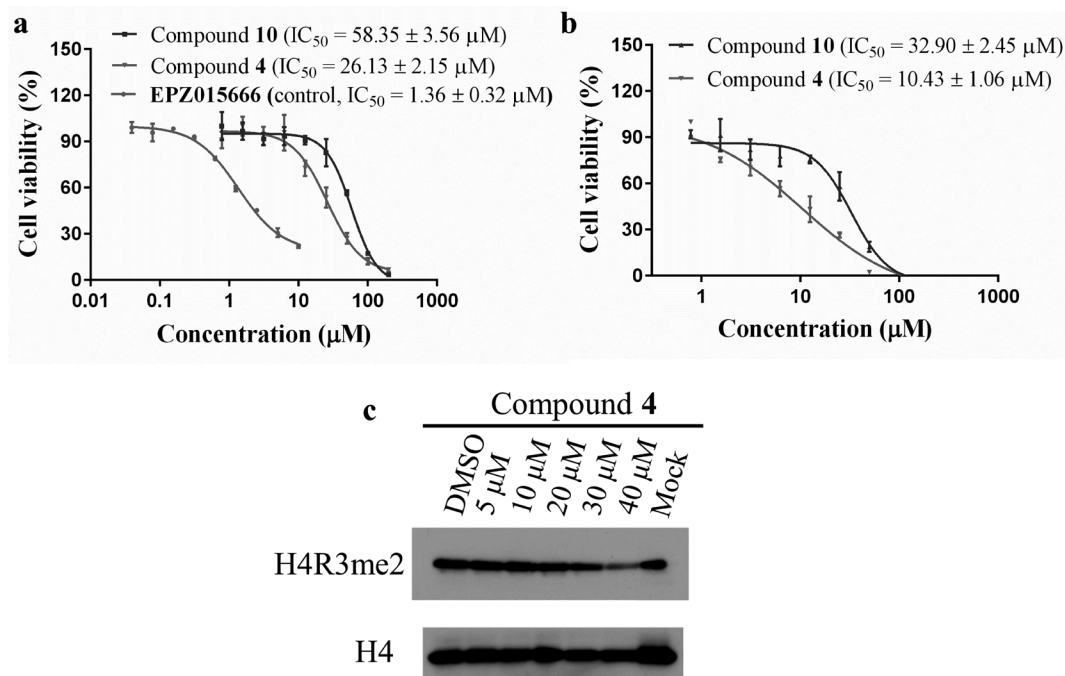 a
Compound 10 (IC50 = 58.35 ± 3.56 μM)
Compound 4 (IC50 = 26.13 ± 2.15 μM)
EPZ015666 (control, IC50 = 1.36 ± 0.32 μM)
Cell viability (%)
150
120
90
60
30
0
0.01 0.1 1 10 100 1000
Concentration (μM)
b
Compound 10 (IC50 = 32.90 ± 2.45 μM)
Compound 4 (IC50 = 10.43 ± 1.06 μM)
Cell viability (%)
150
120
90
60
30
0
1 10 100 1000
Concentration (μM)
c
Compound 4
DMSO 5 μM 10 μM 20 μM 30 μM 40 μM Mock
H4R3me2
H4